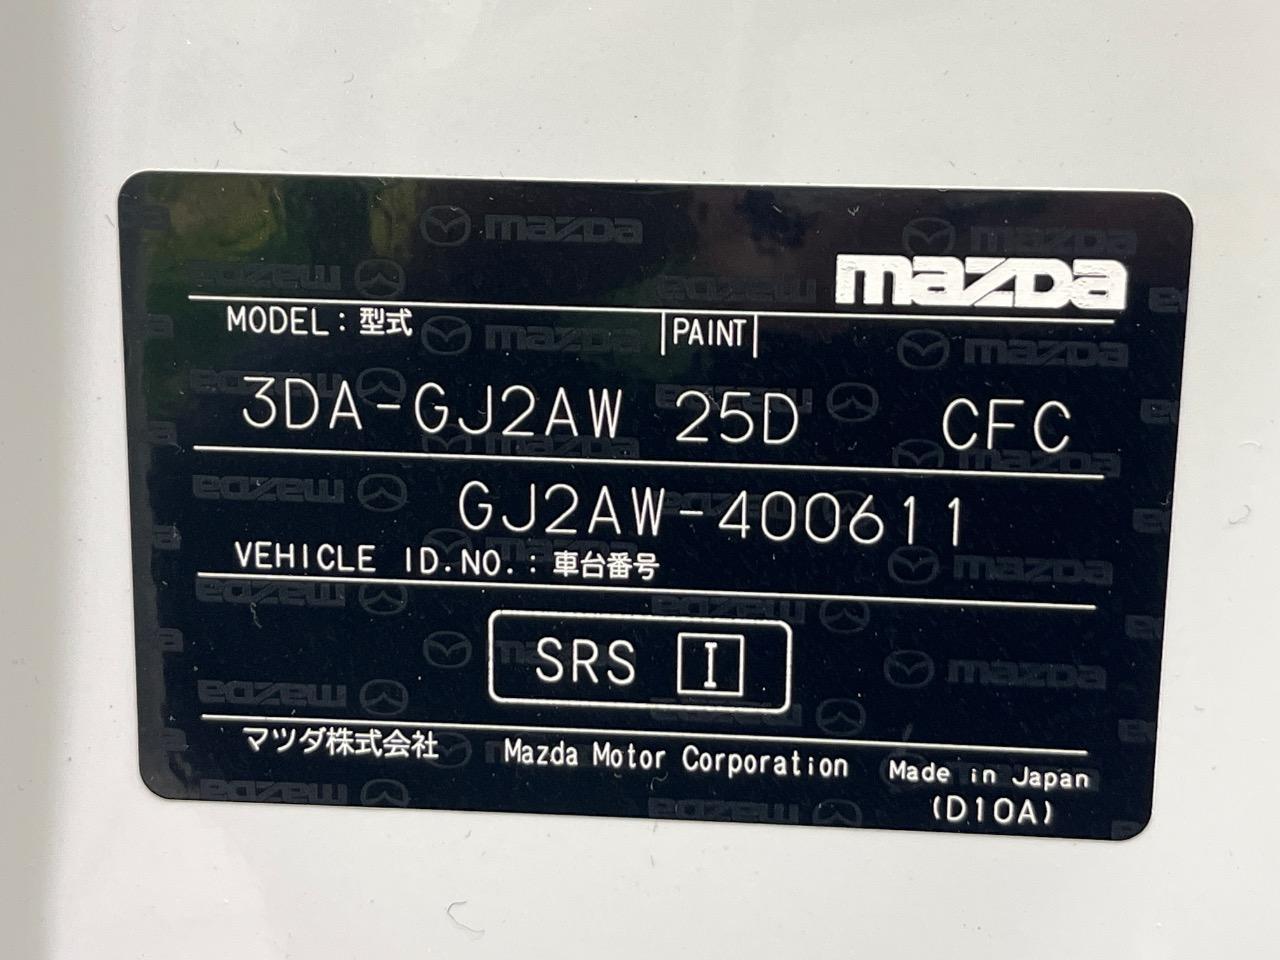 mazda
MODEL : 型式 PAINT
3DA-GJ2AW 25D CFC
GJ2AW-400611
VEHICLE ID.NO. : 車台番号
SRS I
マツダ株式会社 Mazda Motor Corporation Made in Japan
(D10A)